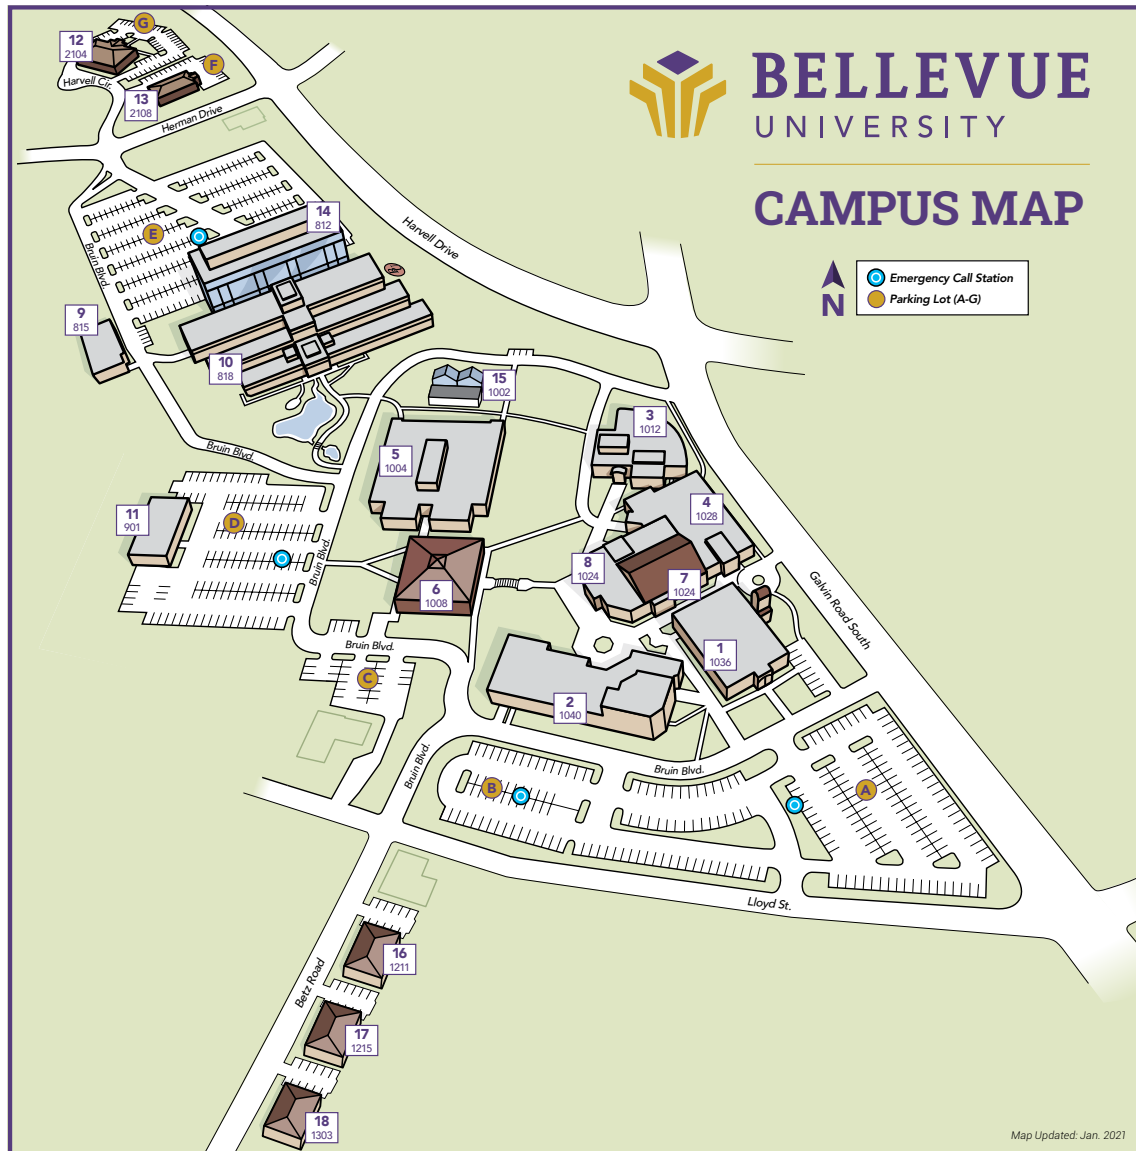 BELLEVUE
UNIVERSITY
CAMPUS MAP
N
Emergency Call Station
Parking Lot (A-G)
G
12
2104
F
Harvell Cir.
13
2108
Herman Drive
14
812
E
Bruin Blvd.
Harvell Drive
9
815
10
818
15
1002
3
1012
5
1004
Bruin Blvd.
4
1028
11
901
D
Bruin Blvd.
8
1024
7
1024
6
1008
Galvin Road South
1
1036
Bruin Blvd.
C
2
1040
Bruin Blvd.
Bruin Blvd.
B
A
Lloyd St.
16
1211
Betz Road
17
1215
18
1303
Map Updated: Jan. 2021